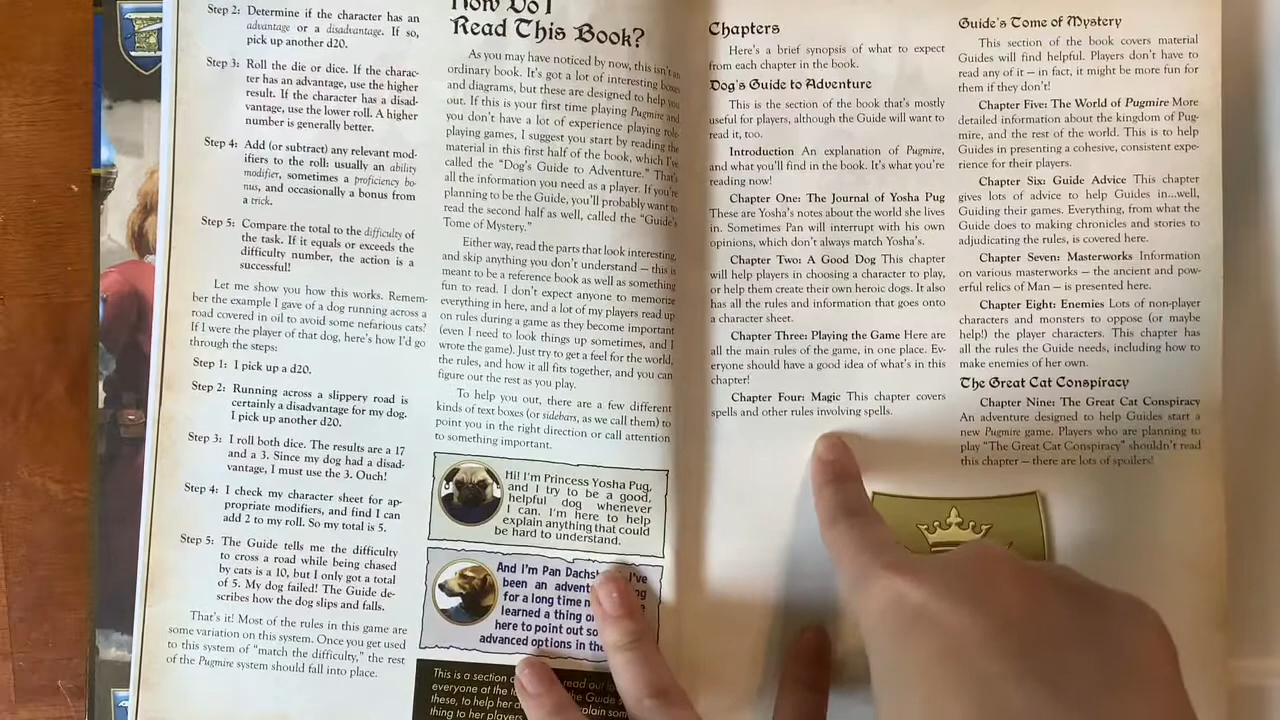 Step 2: Determine if the character has an
advantage or a disadvantage. If so,
pick up another d20.
Step 3: Roll the die or dice. If the charac-
ter has an advantage, use the higher
result. If the character has a disad-
vantage, use the lower roll. A higher
number is generally better.
Step 4: Add (or subtract) any relevant mod-
ifiers to the roll: usually an ability
modifier, sometimes a proficiency bo-
nus, and occasionally a bonus from
a trick.
Step 5: Compare the total to the difficulty of
the task. If it equals or exceeds the
difficulty number, the action is a
successful!
Let me show you how this works. Remem-
ber the example I gave of a dog running across a
road covered in oil to avoid some nefarious cats?
If I were the player of that dog, here's how I'd go
through the steps:
Step 1: I pick up a d20.
Step 2: Running across a slippery road is
certainly a disadvantage for my dog.
I pick up another d20.
Step 3: I roll both dice. The results are a 17
and a 3. Since my dog had a disad-
vantage, I must use the 3. Ouch!
Step 4: I check my character sheet for ap-
propriate modifiers, and find I can
add 2 to my roll. So my total is 5.
Step 5: The Guide tells me the difficulty
to cross a road while being chased
by cats is a 10, but I only got a total
of 5. My dog failed! The Guide de-
scribes how the dog slips and falls.
That's it! Most of the rules in this game are
some variation on this system. Once you get used
to this system of "match the difficulty," the rest
of the Pugmire system should fall into place.
How Do I
Read This Book?
As you may have noticed by now, this isn't an
ordinary book. It's got a lot of interesting boxes
and diagrams, but these are designed to help you
out. If this is your first time playing Pugmire and
you don't have a lot of experience playing role-
playing games, I suggest you start by reading the
material in this first half of the book, which I've
called the "Dog's Guide to Adventure." That's
all the information you need as a player. If you're
planning to be the Guide, you'll probably want to
read the second half as well, called the "Guide's
Tome of Mystery."
Either way, read the parts that look interesting,
and skip anything you don't understand — this is
meant to be a reference book as well as something
fun to read. I don't expect anyone to memorize
everything in here, and a lot of my players read up
on rules during a game as they become important
(even I need to look things up sometimes, and I
wrote the game). Just try to get a feel for the world,
the rules, and how it all fits together, and you can
figure out the rest as you play.
To help you out, there are a few different
kinds of text boxes (or sidebars, as we call them) to
point you in the right direction or call attention
to something important.
Hi! I'm Princess Yosha Pug,
and I try to be a good,
helpful dog whenever
I can. I'm here to help
explain anything that could
be hard to understand.
And I'm Pan Dachs I've
been an advent ng
for a long time
learned a thing
here to point out so
advanced options in the
This is a section read out
everyone at the the Guide's
these, to help her explain som
thing to her players
Chapters
Here's a brief synopsis of what to expect
from each chapter in the book.
Dog's Guide to Adventure
This is the section of the book that's mostly
useful for players, although the Guide will want to
read it, too.
Introduction An explanation of Pugmire,
and what you'll find in the book. It's what you're
reading now!
Chapter One: The Journal of Yosha Pug
These are Yosha's notes about the world she lives
in. Sometimes Pan will interrupt with his own
opinions, which don't always match Yosha's.
Chapter Two: A Good Dog This chapter
will help players in choosing a character to play,
or help them create their own heroic dogs. It also
has all the rules and information that goes onto
a character sheet.
Chapter Three: Playing the Game Here are
all the main rules of the game, in one place. Ev-
eryone should have a good idea of what's in this
chapter!
Chapter Four: Magic This chapter covers
spells and other rules involving spells.
Guide's Tome of Mystery
This section of the book covers material
Guides will find helpful. Players don't have to
read any of it — in fact, it might be more fun for
them if they don't!
Chapter Five: The World of Pugmire More
detailed information about the kingdom of Pug-
mire, and the rest of the world. This is to help
Guides in presenting a cohesive, consistent expe-
rience for their players.
Chapter Six: Guide Advice This chapter
gives lots of advice to help Guides in...well,
Guiding their games. Everything, from what the
Guide does to making chronicles and stories to
adjudicating the rules, is covered here.
Chapter Seven: Masterworks Information
on various masterworks — the ancient and pow-
erful relics of Man — is presented here.
Chapter Eight: Enemies Lots of non-player
characters and monsters to oppose (or maybe
help!) the player characters. This chapter has
all the rules the Guide needs, including how to
make enemies of her own.
The Great Cat Conspiracy
Chapter Nine: The Great Cat Conspiracy
An adventure designed to help Guides start a
new Pugmire game. Players who are planning to
play "The Great Cat Conspiracy" shouldn't read
this chapter — there are lots of spoilers!